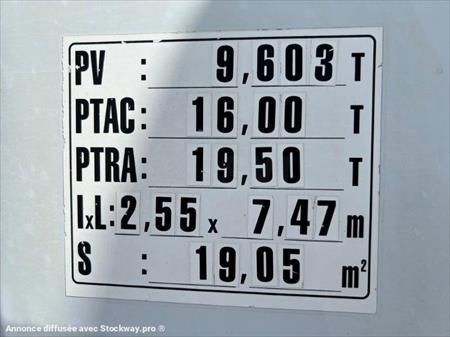 PV : 9,603 T
PTAC : 16,00 T
PTRA : 19,50 T
lxL: 2,55 x 7,47 m
S : 19,05 m²
Annonce diffusée avec Stockway.pro ®